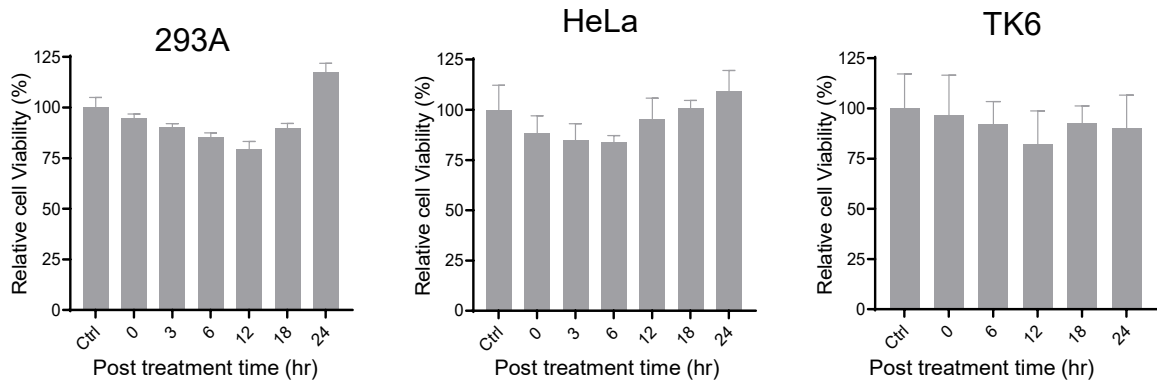 293A
Relative cell Viability (%)
125
100
75
50
25
0
Ctrl
0
3
6
12
18
24
Post treatment time (hr)
HeLa
Relative cell Viability (%)
125
100
75
50
25
0
Ctrl
0
3
6
12
18
24
Post treatment time (hr)
TK6
Relative cell Viability (%)
125
100
75
50
25
0
Ctrl
0
6
12
18
24
Post treatment time (hr)